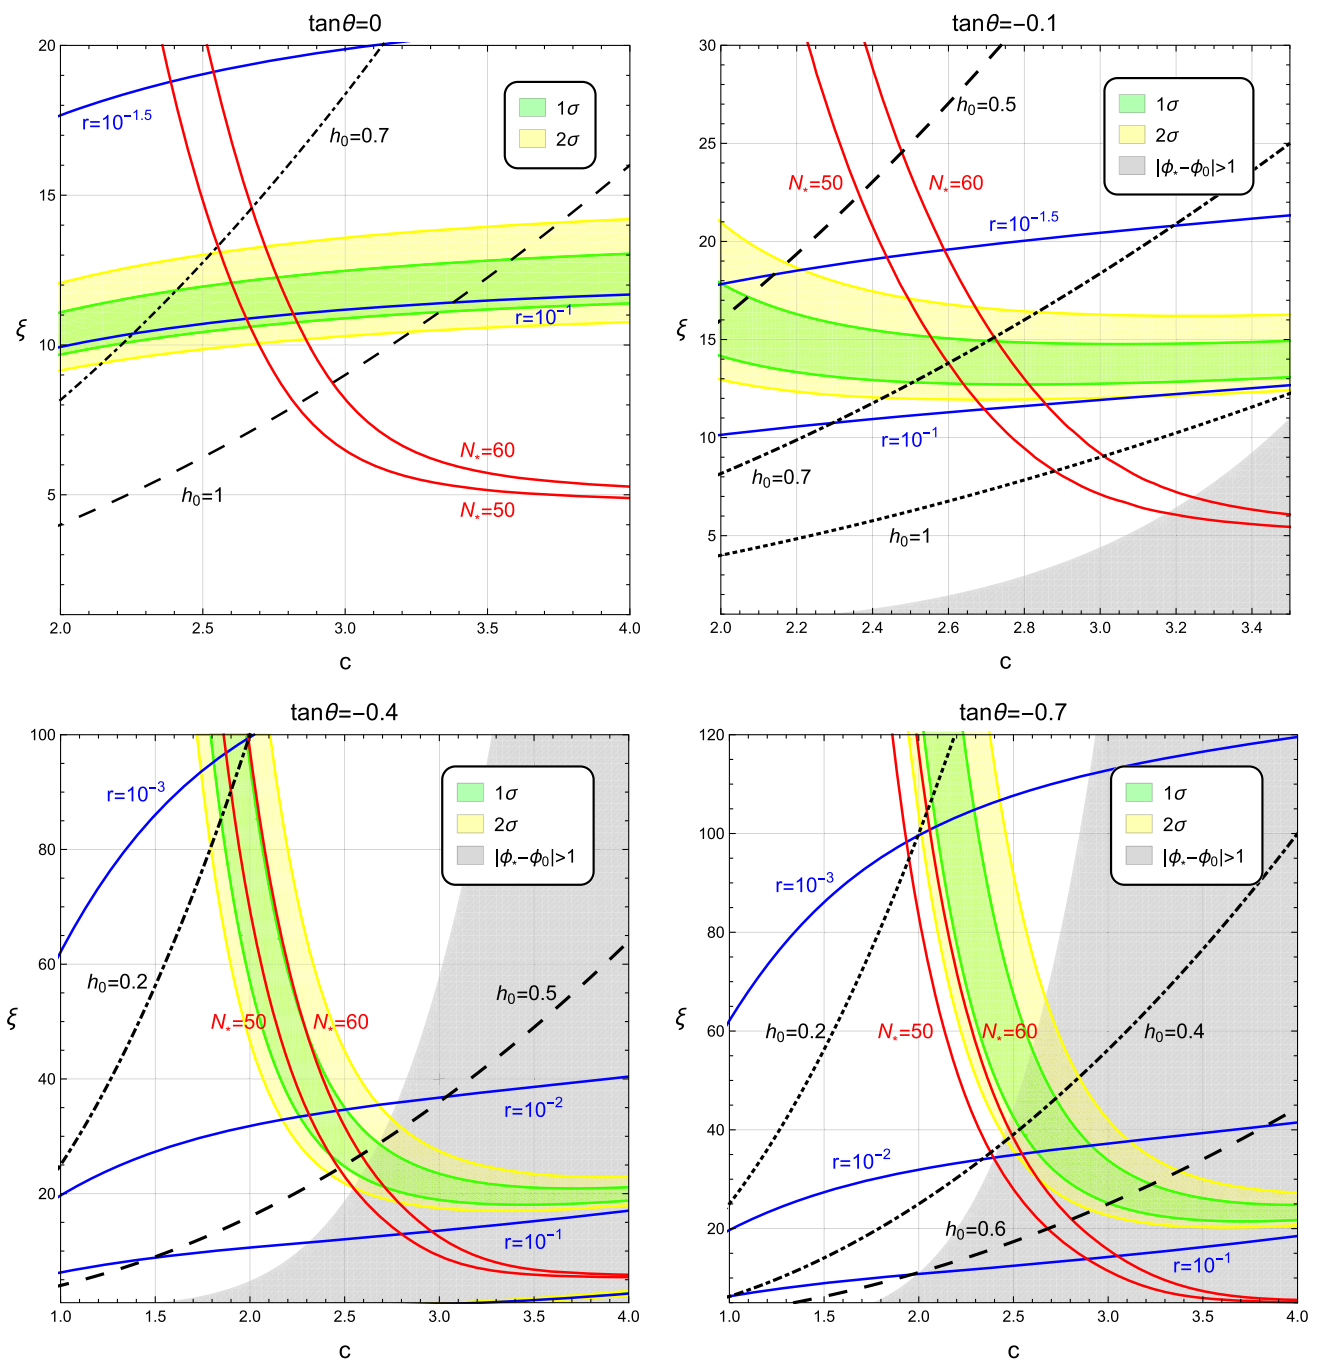 tanθ=0
20
15
10
5
ξ
r=10^-1.5
h₀=0.7
1σ
2σ
r=10^-1
h₀=1
N*=60
N*=50
2.0 2.5 3.0 3.5 4.0
c
tanθ=−0.1
30
25
20
15
10
5
ξ
h₀=0.5
1σ
2σ
|ϕ*−ϕ₀|>1
N*=50
N*=60
r=10^-1.5
r=10^-1
h₀=0.7
h₀=1
2.0 2.2 2.4 2.6 2.8 3.0 3.2 3.4
c
tanθ=−0.4
100
80
60
40
20
ξ
r=10^-3
1σ
2σ
|ϕ*−ϕ₀|>1
h₀=0.2
h₀=0.5
N*=50
N*=60
r=10^-2
r=10^-1
1.0 1.5 2.0 2.5 3.0 3.5 4.0
c
tanθ=−0.7
120
100
80
60
40
20
ξ
1σ
2σ
|ϕ*−ϕ₀|>1
r=10^-3
h₀=0.2
N*=50
N*=60
h₀=0.4
r=10^-2
h₀=0.6
r=10^-1
1.0 1.5 2.0 2.5 3.0 3.5 4.0
c